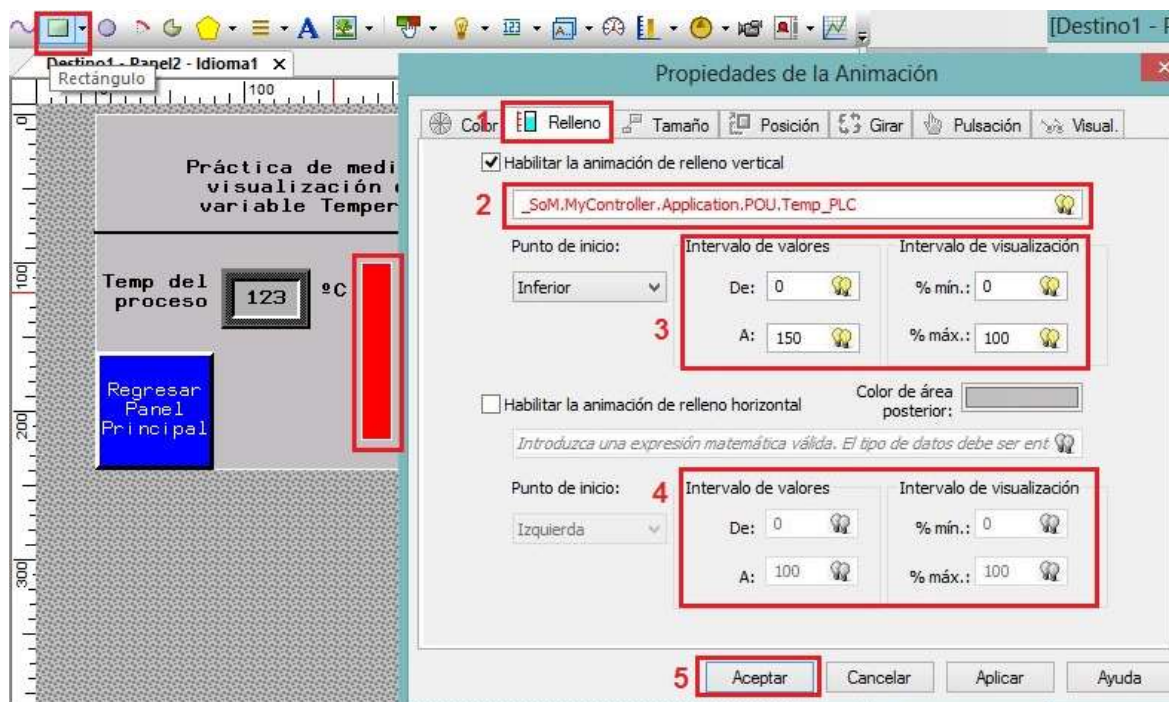 A
123
[Destino1 - P
Destino1 - Panel2 - Idioma1 X
Rectángulo
0
100
0
100
200
300
Práctica de medi
visualización
variable Temper
Temp del
proceso
123
ºC
Regresar
Panel
Principal
Propiedades de la Animación
1
Color
Relleno
Tamaño
Posición
Girar
Pulsación
Visual.
Habilitar la animación de relleno vertical
2
_SoM.MyController.Application.POU.Temp_PLC
Punto de inicio:
Inferior
3
Intervalo de valores
De: 0
A: 150
Intervalo de visualización
% mín.: 0
% máx.: 100
Habilitar la animación de relleno horizontal
Color de área
posterior:
Introduzca una expresión matemática válida. El tipo de datos debe ser ent
Punto de inicio:
Izquierda
4
Intervalo de valores
De: 0
A: 100
Intervalo de visualización
% mín.: 0
% máx.: 100
5
Aceptar
Cancelar
Aplicar
Ayuda